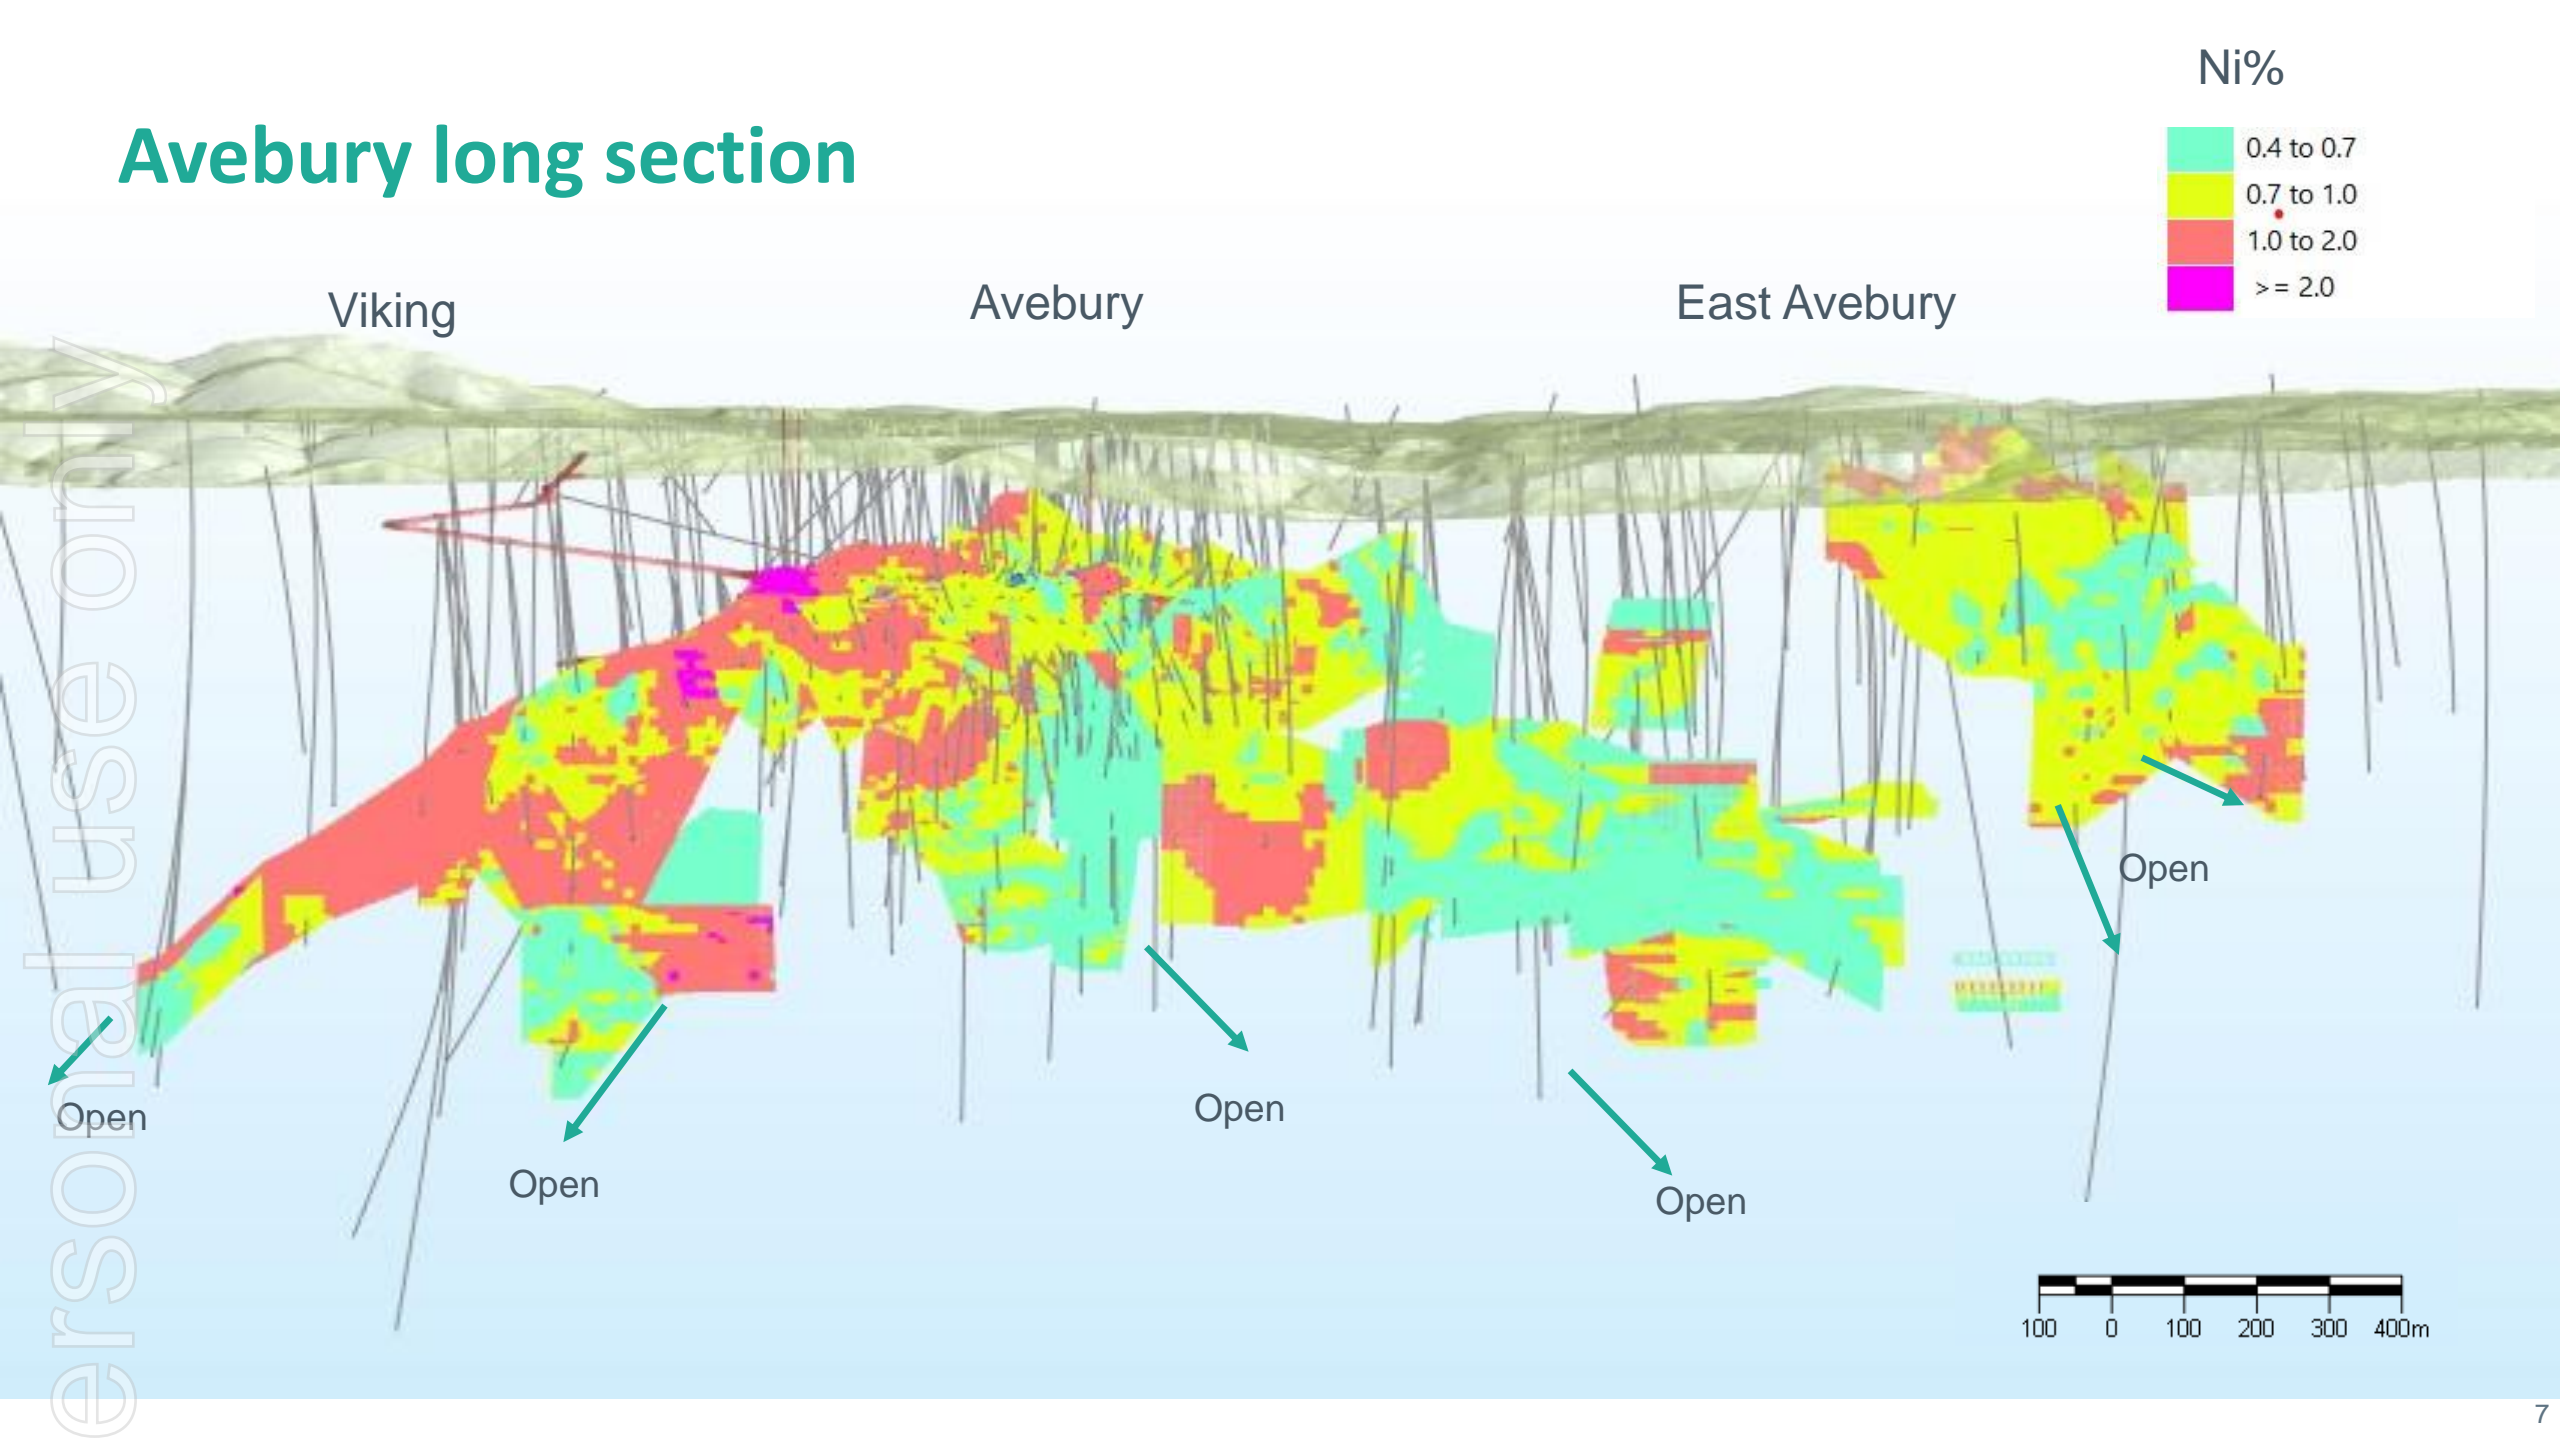 Ni%
Avebury long section
0.4 to 0.7
0.7 to 1.0
1.0 to 2.0
>= 2.0
Viking
Avebury
East Avebury
Open
Open
Open
Open
Open
100 0 100 200 300 400m
7
ersonal use only